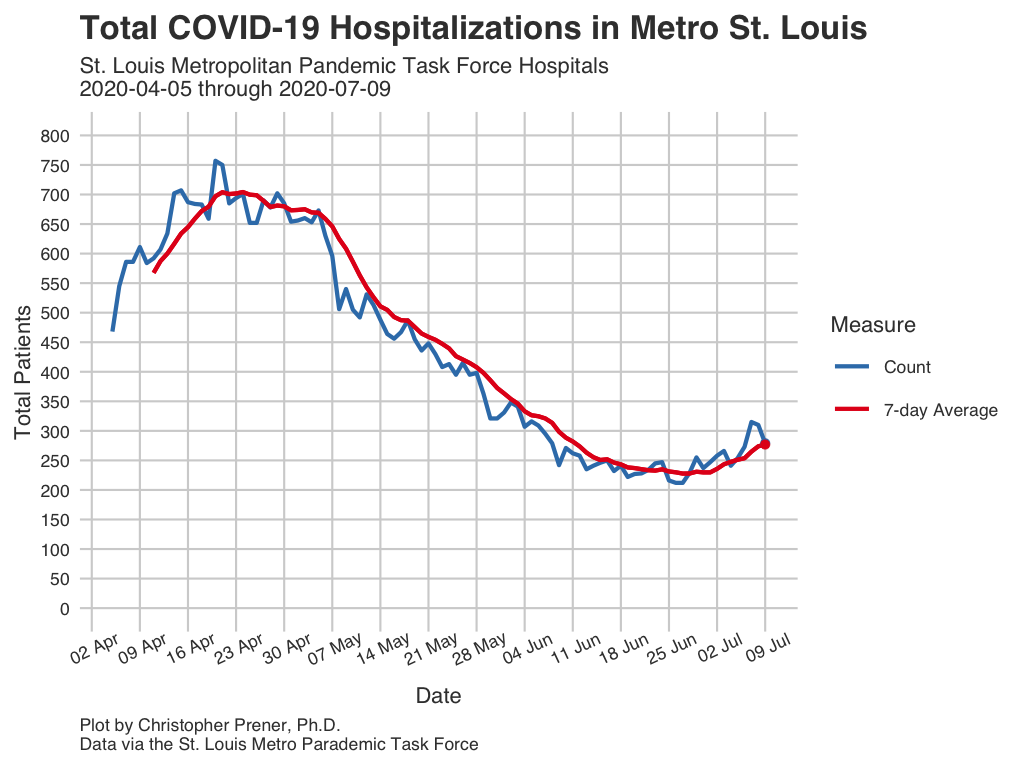 Total COVID-19 Hospitalizations in Metro St. Louis
St. Louis Metropolitan Pandemic Task Force Hospitals
2020-04-05 through 2020-07-09
Total Patients
800
750
700
650
600
550
500
450
400
350
300
250
200
150
100
50
0
02 Apr
09 Apr
16 Apr
23 Apr
30 Apr
07 May
14 May
21 May
28 May
04 Jun
11 Jun
18 Jun
25 Jun
02 Jul
09 Jul
Date
Measure
Count
7-day Average
Plot by Christopher Prener, Ph.D.
Data via the St. Louis Metro Parademic Task Force